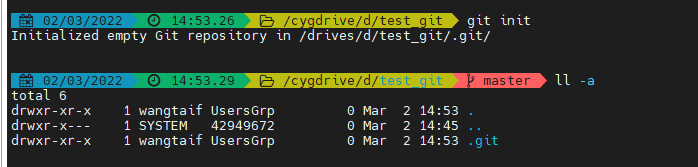 02/03/2022 14:53.26 /cygdrive/d/test_git git init
Initialized empty Git repository in /drives/d/test_git/.git/
02/03/2022 14:53.29 /cygdrive/d/test_git master ll -a
total 6
drwxr-xr-x 1 wangtaif UsersGrp 0 Mar 2 14:53 .
drwxr-x--- 1 SYSTEM 42949672 0 Mar 2 14:45 ..
drwxr-xr-x 1 wangtaif UsersGrp 0 Mar 2 14:53 .git